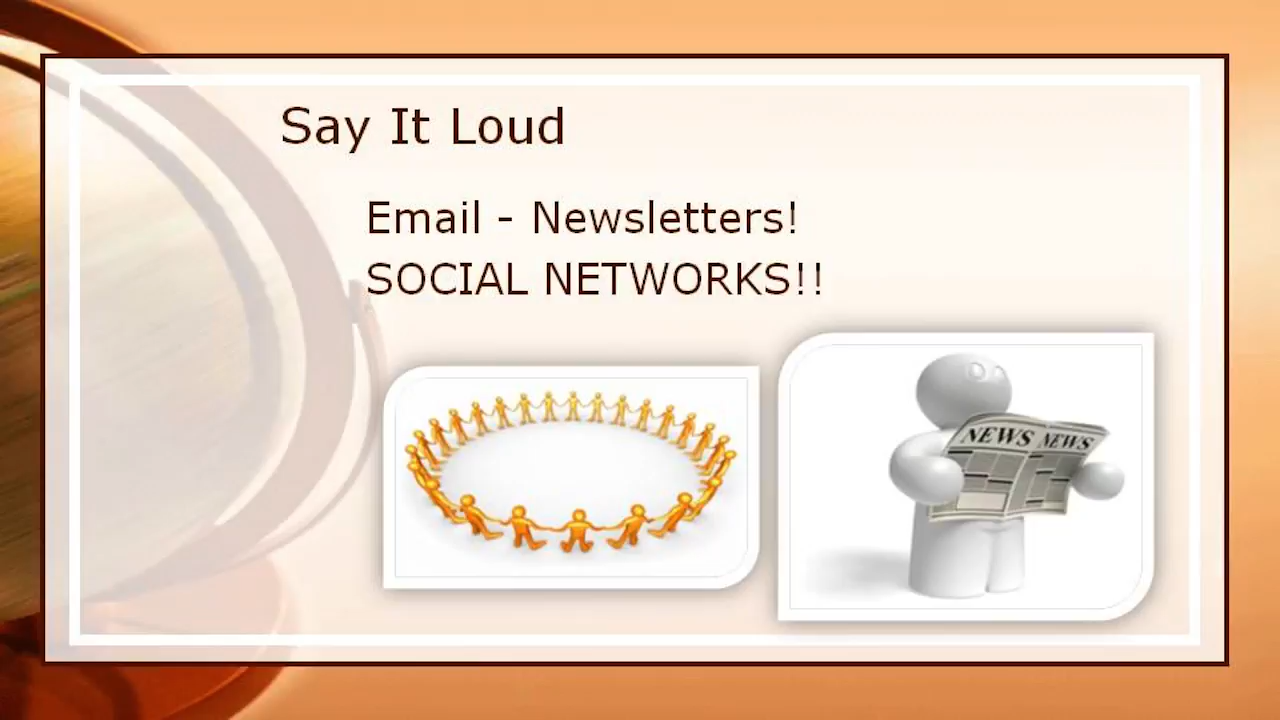 Say It Loud
Email - Newsletters!
SOCIAL NETWORKS!!
NEWS NEWS